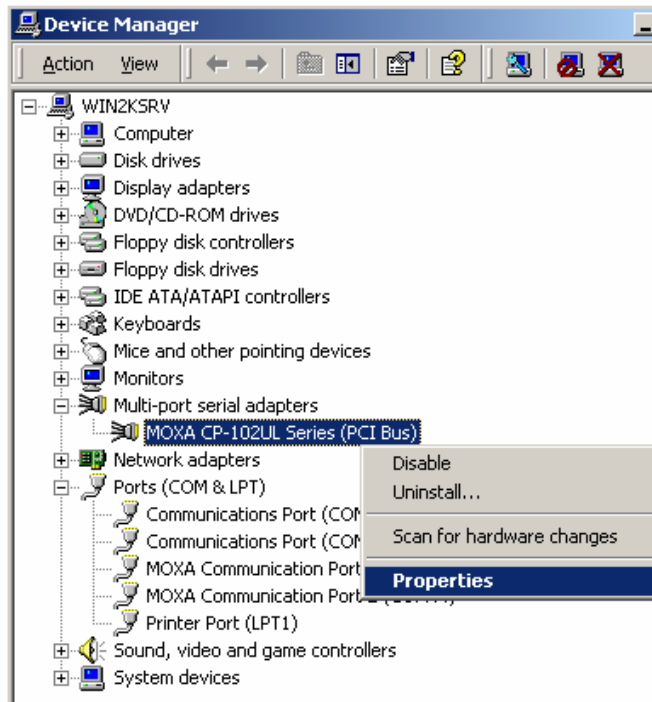 Device Manager
Action View
WIN2KSRV
Computer
Disk drives
Display adapters
DVD/CD-ROM drives
Floppy disk controllers
Floppy disk drives
IDE ATA/ATAPI controllers
Keyboards
Mice and other pointing devices
Monitors
Multi-port serial adapters
MOXA CP-102UL Series (PCI Bus)
Network adapters
Ports (COM & LPT)
Communications Port
Communications Port
MOXA Communication Port
MOXA Communication Port
Printer Port (LPT1)
Sound, video and game controllers
System devices
Disable
Uninstall...
Scan for hardware changes
Properties